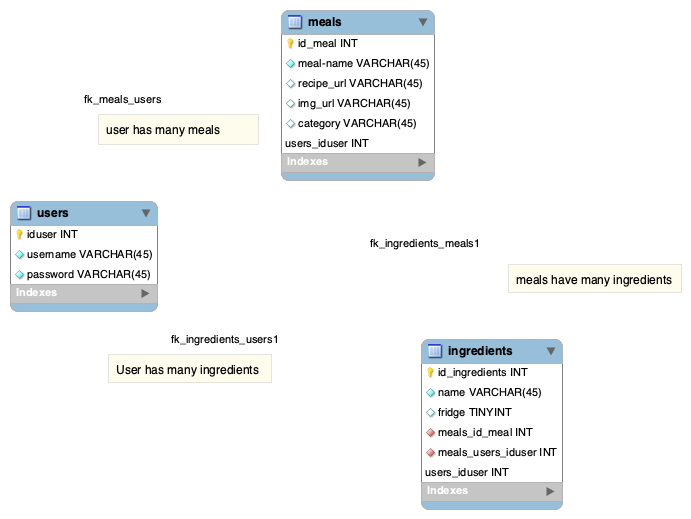 meals
id_meal INT
meal-name VARCHAR(45)
recipe_url VARCHAR(45)
img_url VARCHAR(45)
category VARCHAR(45)
users_iduser INT
Indexes
fk_meals_users
user has many meals
users
iduser INT
username VARCHAR(45)
password VARCHAR(45)
Indexes
fk_ingredients_meals1
meals have many ingredients
fk_ingredients_users1
User has many ingredients
ingredients
id_ingredients INT
name VARCHAR(45)
fridge TINYINT
meals_id_meal INT
meals_users_iduser INT
users_iduser INT
Indexes